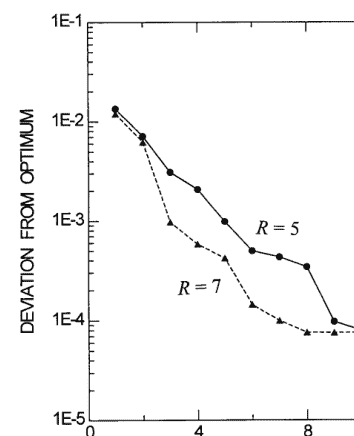 1E-1
1E-2
1E-3
1E-4
1E-5
DEVIATION FROM OPTIMUM
R = 5
R = 7
0
4
8